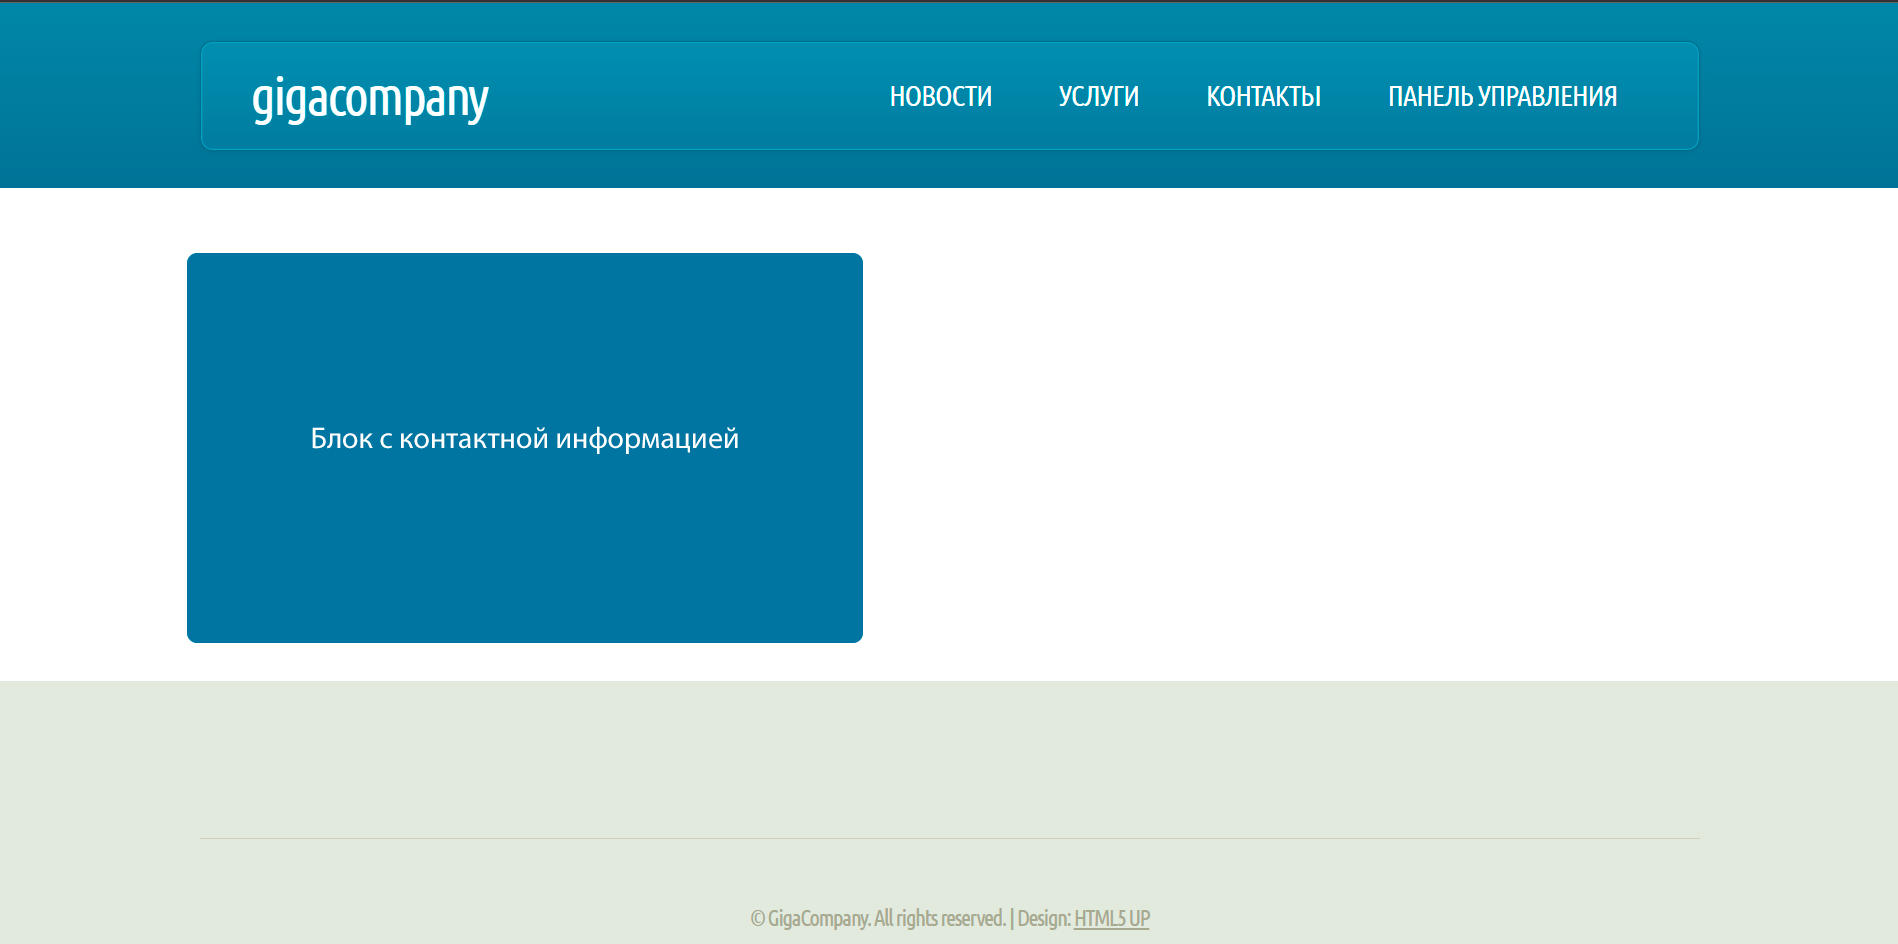 gigacompany
НОВОСТИ УСЛУГИ КОНТАКТЫ ПАНЕЛЬ УПРАВЛЕНИЯ
Блок с контактной информацией
© GigaCompany. All rights reserved. | Design: HTML5 UP